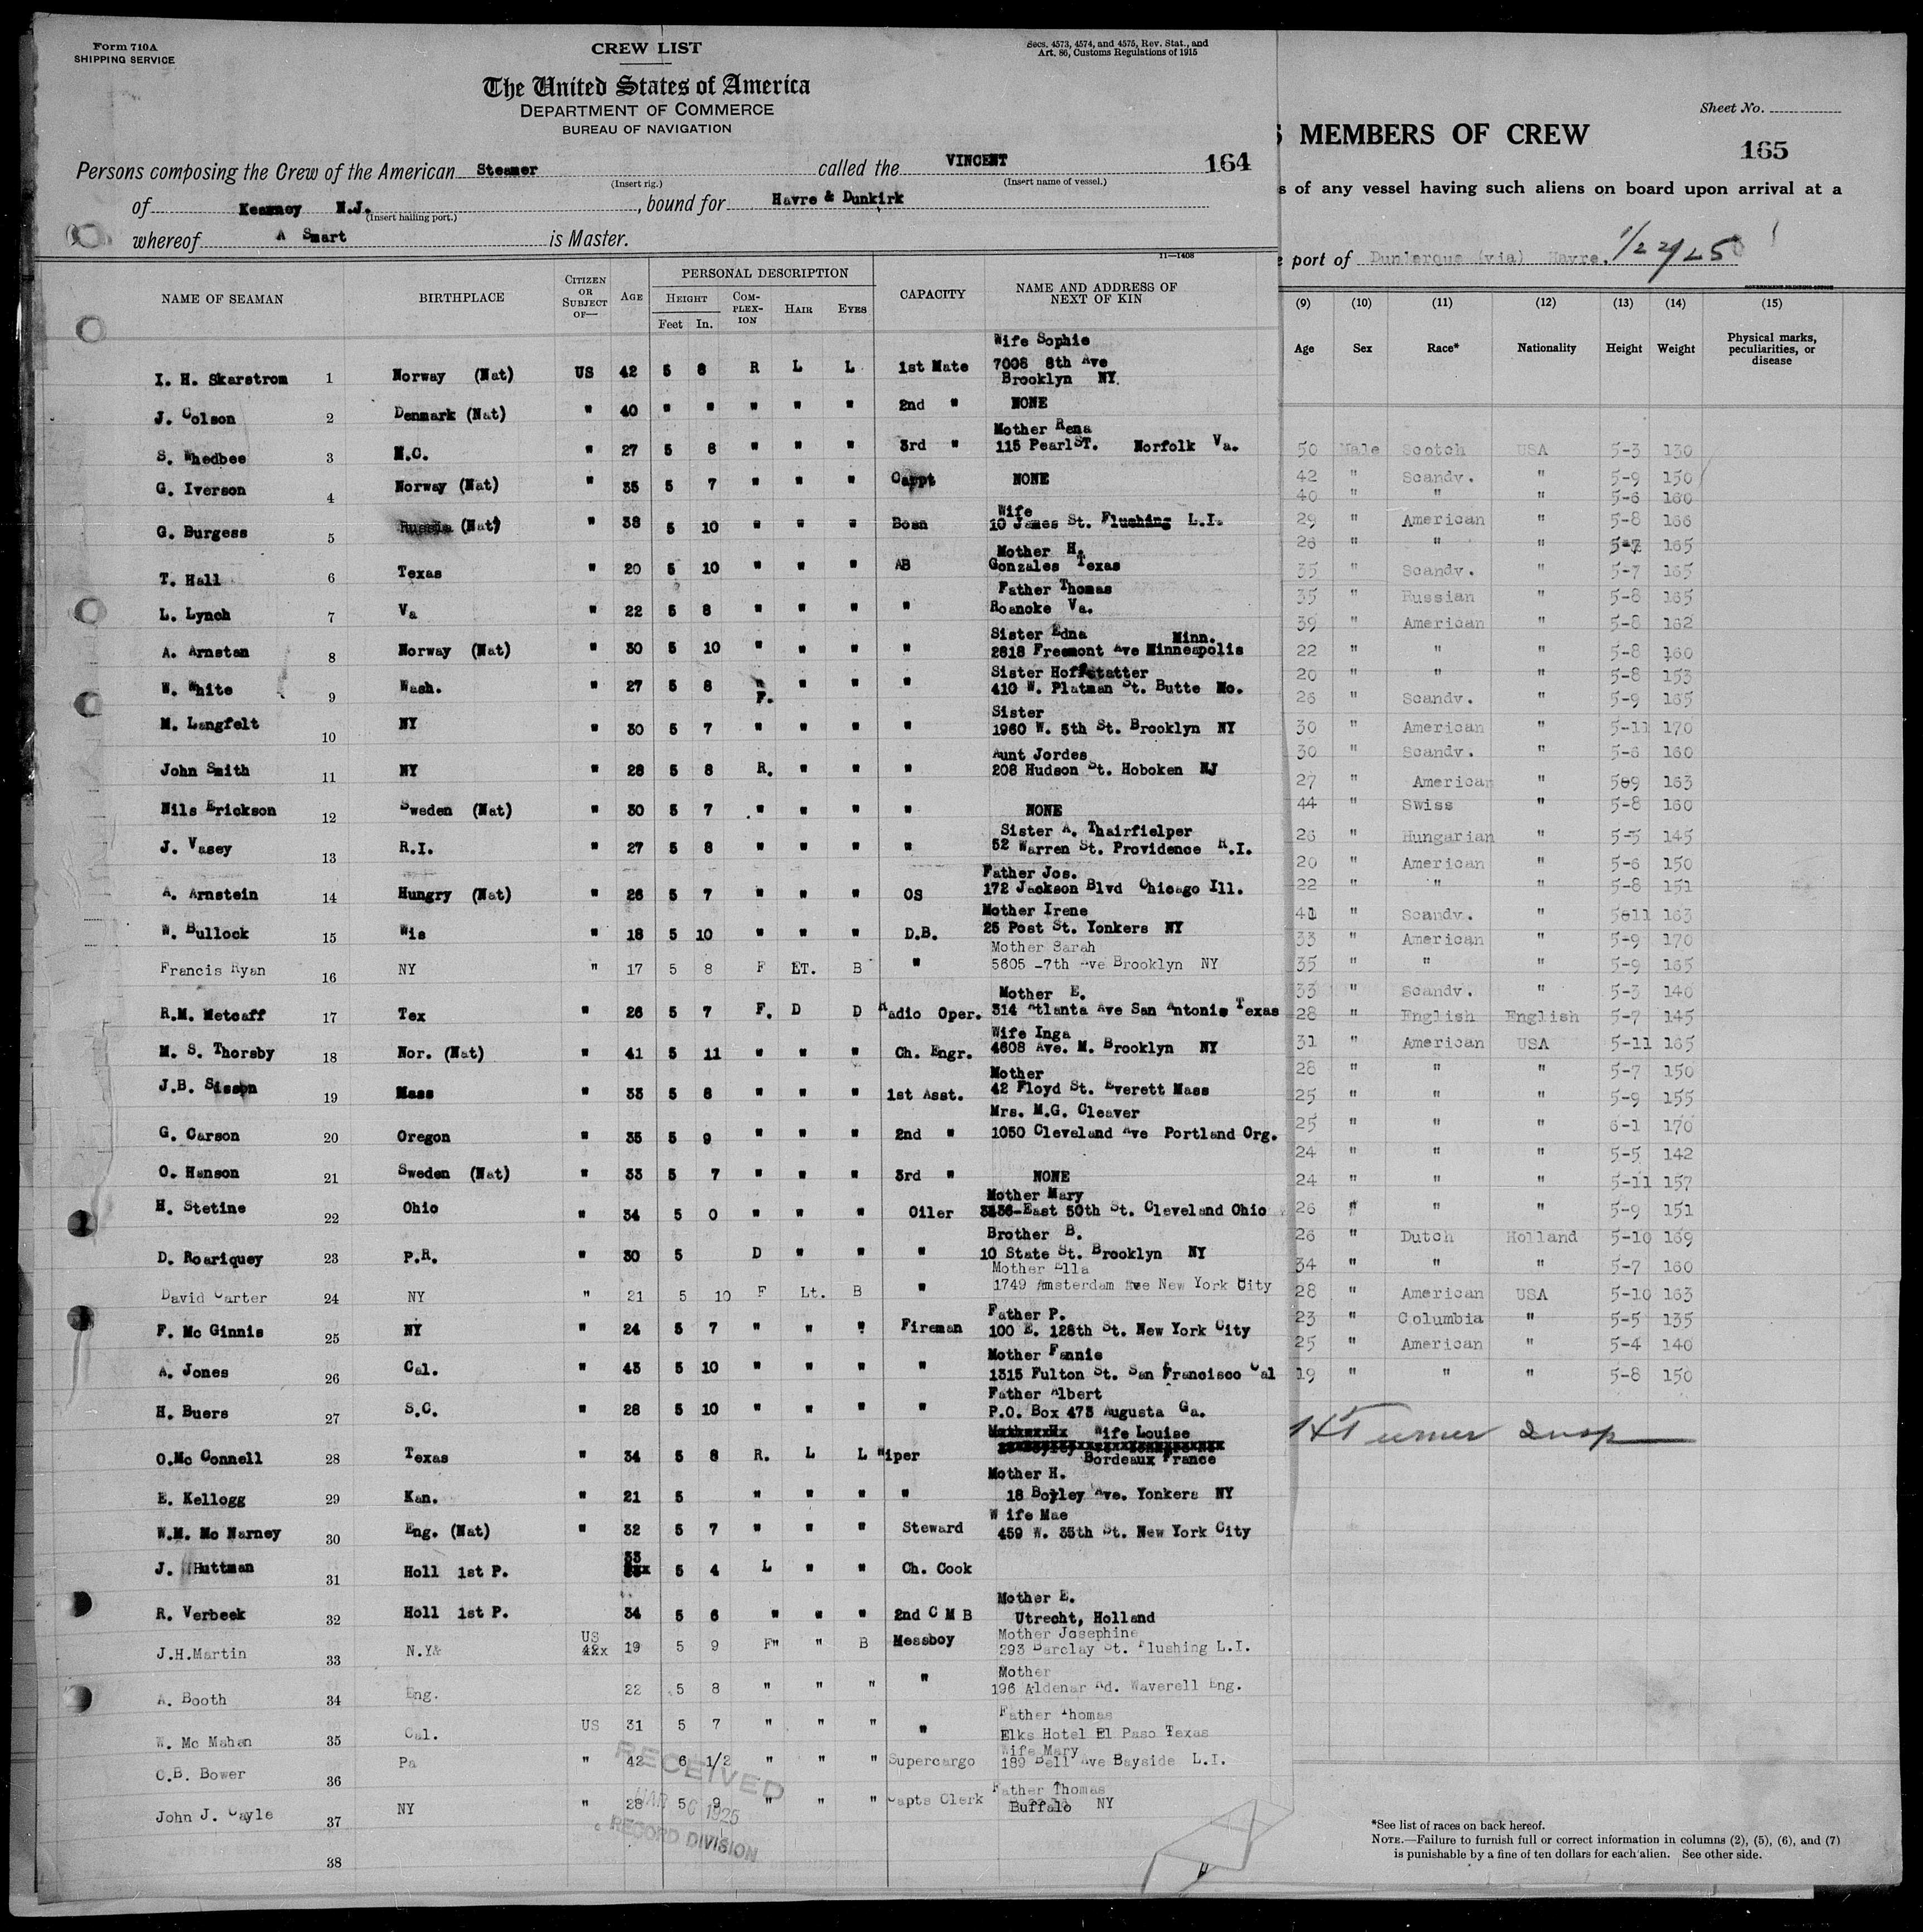 Form 710A
SHIPPING SERVICE
CREW LIST
Secs. 4573, 4574, and 4575, Rev. Stat., and
Art. 86, Customs Regulations of 1915
The United States of America
DEPARTMENT OF COMMERCE
BUREAU OF NAVIGATION
Persons composing the Crew of the American Steamer called the VINCENT 164
(Insert rig.) (Insert name of vessel.)
of Kearney N.J. , bound for Havre & Dunkirk
(Insert hailing port.)
whereof A Smart is Master.
11—1408
NAME OF SEAMAN BIRTHPLACE CITIZEN OR SUBJECT OF— AGE PERSONAL DESCRIPTION CAPACITY NAME AND ADDRESS OF NEXT OF KIN
HEIGHT COMPLEXION HAIR EYES
Feet In.
Wife Sophie
I. H. Skarstrom 1 Norway (Nat) US 42 5 8 R L L 1st Mate 7008 8th Ave
Brooklyn NY.
J. Colson 2 Denmark (Nat) " 40 " " " " " 2nd " NONE
Mother Rena
S. Whedbee 3 N.C. " 27 5 8 " " " 3rd " 115 Pearl ST. Norfolk Va.
G. Iverson 4 Norway (Nat) " 35 5 7 " " " Cappt NONE
Wife
G. Burgess 5 Russia (Nat) " 38 5 10 " " " Bosn 10 James St. Flushing L.I.
Mother H.
T. Hall 6 Texas " 20 5 10 " " " AB Gonzales Texas
Father Thomas
L. Lynch 7 Va " 22 5 8 " " " " Roanoke Va.
Sister Edna Minn.
A. Arnstan 8 Norway (Nat) " 30 5 10 " " " " 2618 Freemont Ave Minneapolis
Sister Hoffstatter
W. White 9 Wash. " 27 5 8 " " " " 410 W. Platman St. Butte Mo.
F.
Sister
M. Langfelt 10 NY " 30 5 7 " " " " 1960 W. 5th St. Brooklyn NY
Aunt Jordes
John Smith 11 NY " 28 5 8 R. " " " 208 Hudson St. Hoboken NJ
Nils Erickson 12 Sweden (Nat) " 30 5 7 " " " " NONE
Sister A. Thairfielper
J. Vasey 13 R.I. " 27 5 8 " " " " 52 Warren St. Providence R.I.
Father Jos.
A. Arnstein 14 Hungry (Nat) " 26 5 7 " " " OS 172 Jackson Blvd Chicago Ill.
Mother Irene
W. Bullock 15 Wis " 18 5 10 " " " D.B. 25 Post St. Yonkers NY
Mother Sarah
Francis Ryan 16 NY " 17 5 8 F ET. B " 5605 -7th Ave Brooklyn NY
Mother E.
R.M. Metcaff 17 Tex " 26 5 7 F. D D Radio Oper. 314 Atlanta Ave San Antonio Texas
Wife Inga
M. S. Thorsby 18 Nor. (Nat) " 41 5 11 " " " Ch. Engr. 4608 Ave. M. Brooklyn NY
Mother
J.B. Sisson 19 Mass " 33 5 8 " " " 1st Asst. 42 Floyd St. Everett Mass
Mrs. M.G. Cleaver
G. Carson 20 Oregon " 35 5 9 " " " 2nd " 1050 Cleveland Ave Portland Org.
O. Hanson 21 Sweden (Nat) " 33 5 7 " " " 3rd " NONE
Mother Mary
H. Stetine 22 Ohio " 34 5 0 " " " Oiler East 50th St. Cleveland Ohio
Brother B.
D. Roariquey 23 P.R. " 30 5 D " " " 10 State St. Brooklyn NY
Mother Ella
David Carter 24 NY " 21 5 10 F Lt. B " 1749 Amsterdam Ave New York City
Father P.
F. Mc Ginnis 25 NY " 24 5 7 " " " Fireman 100 E. 128th St. New York City
Mother Fannie
A. Jones 26 Cal. " 43 5 10 " " " " 1315 Fulton St. San Francisco Cal
Father Albert
H. Buers 27 S.C. " 28 5 10 " " " " P.O. Box 473 Augusta Ga.
Wife Louise
O.Mc Connell 28 Texas " 34 5 8 R. L L Wiper Bordeaux France
Mother H.
E. Kellogg 29 Kan. " 21 5 " " " " 18 Boyley Ave. Yonkers NY
W ife Mae
W.M. Mc Narney 30 Eng. (Nat) " 32 5 7 " " " Steward 459 W. 35th St. New York City
J. Huttman 31 Holl 1st P. 33 5 4 L " " Ch. Cook
Mother E.
R. Verbeek 32 Holl 1st P. 34 5 6 " " " 2nd C M B Utrecht, Holland
Mother Josephine
J.H.Martin 33 N.Y& US 42x 19 5 9 F" " B Messboy 293 Barclay St. Flushing L.I.
Mother
A. Booth 34 Eng. 22 5 8 " " " " 196 Aldenar Rd. Waverell Eng.
Father Thomas
W. Mc Mahan 35 Cal. US 31 5 7 " " " " Elks Hotel El Paso Texas
Wife Mary
O.B. Bower 36 Pa " 42 6 1/2 " " " Supercargo 189 Bell Ave Bayside L.I.
Father Thomas
John J. Cayle 37 NY " 28 5 9 " " " Capts Clerk Buffalo NY
38
RECEIVED
JAN 6 1925
RECORD DIVISION
Sheet No.
MEMBERS OF CREW
165
s of any vessel having such aliens on board upon arrival at a
port of Dunkerque (via) Havre. 1/22/25
(9) (10) (11) (12) (13) (14) (15)
Age Sex Race* Nationality Height Weight Physical marks, peculiarities, or disease
50 Male Scotch USA 5-3 130
42 " Scandv. " 5-9 150
40 " " " 5-6 160
29 " American " 5-8 166
26 " " " 5-7 165
35 " Scandv. " 5-7 165
35 " Russian " 5-8 165
39 " American " 5-8 162
22 " " " 5-8 160
20 " " " 5-8 153
26 " Scandv. " 5-9 165
30 " American " 5-11 170
30 " Scandv. " 5-6 160
27 " American " 509 163
44 " Swiss " 5-8 160
26 " Hungarian " 5-5 145
20 " American " 5-6 150
22 " " " 5-8 151
41 " Scandv. " 5011 163
33 " American " 5-9 170
35 " " " 5-9 165
33 " Scandv. " 5-3 140
28 " English English 5-7 145
31 " American USA 5-11 165
28 " " " 5-7 150
25 " " " 5-9 155
25 " " " 6-1 170
24 " " " 5-5 142
24 " " " 5-11 157
26 " " " 5-9 151
26 " Dutch Holland 5-10 169
34 " " " 5-7 160
28 " American USA 5-10 163
23 " Columbia " 5-5 135
25 " American " 5-4 140
19 " " " 5-8 150
Turner Insp
*See list of races on back hereof.
NOTE.—Failure to furnish full or correct information in columns (2), (5), (6), and (7)
is punishable by a fine of ten dollars for each alien. See other side.